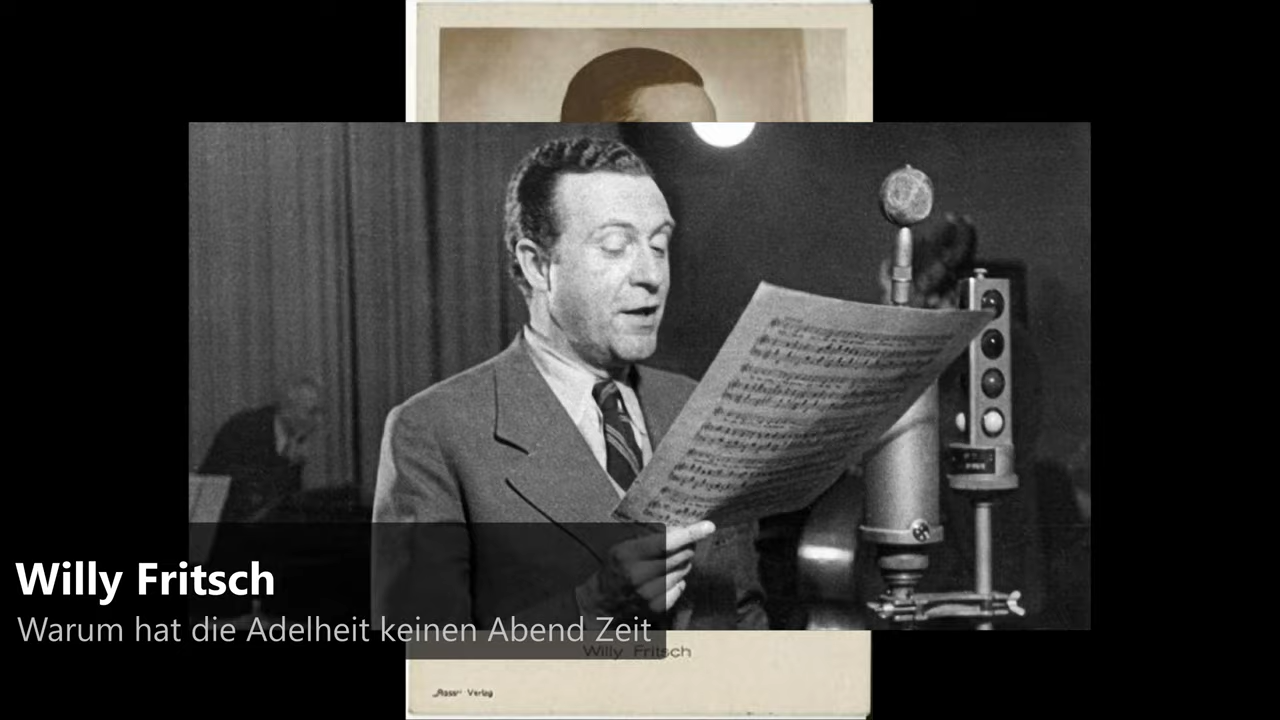 Willy Fritsch
Warum hat die Adelheit keinen Abend Zeit
Willy Fritsch
„Ross“ Verlag